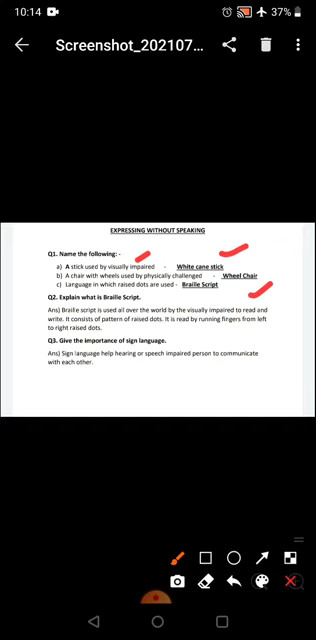 10:14
37%
Screenshot_202107...
EXPRESSING WITHOUT SPEAKING
Q1. Name the following: -
a) A stick used by visually impaired - White cane stick
b) A chair with wheels used by physically challenged - Wheel Chair
c) Language in which raised dots are used - Braille Script
Q2. Explain what is Braille Script.
Ans) Braille script is used all over the world by the visually impaired to read and
write. It consists of pattern of raised dots. It is read by running fingers from left
to right raised dots.
Q3. Give the importance of sign language.
Ans) Sign language help hearing or speech impaired person to communicate
with each other.